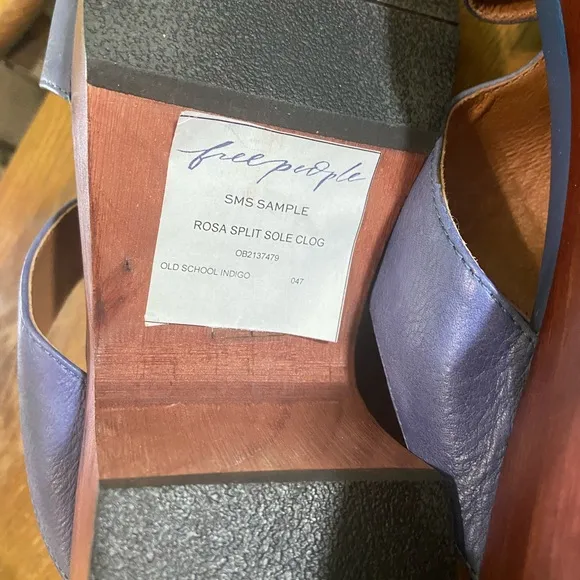 free people
SMS SAMPLE
ROSA SPLIT SOLE CLOG
OB2137479
OLD SCHOOL INDIGO 047